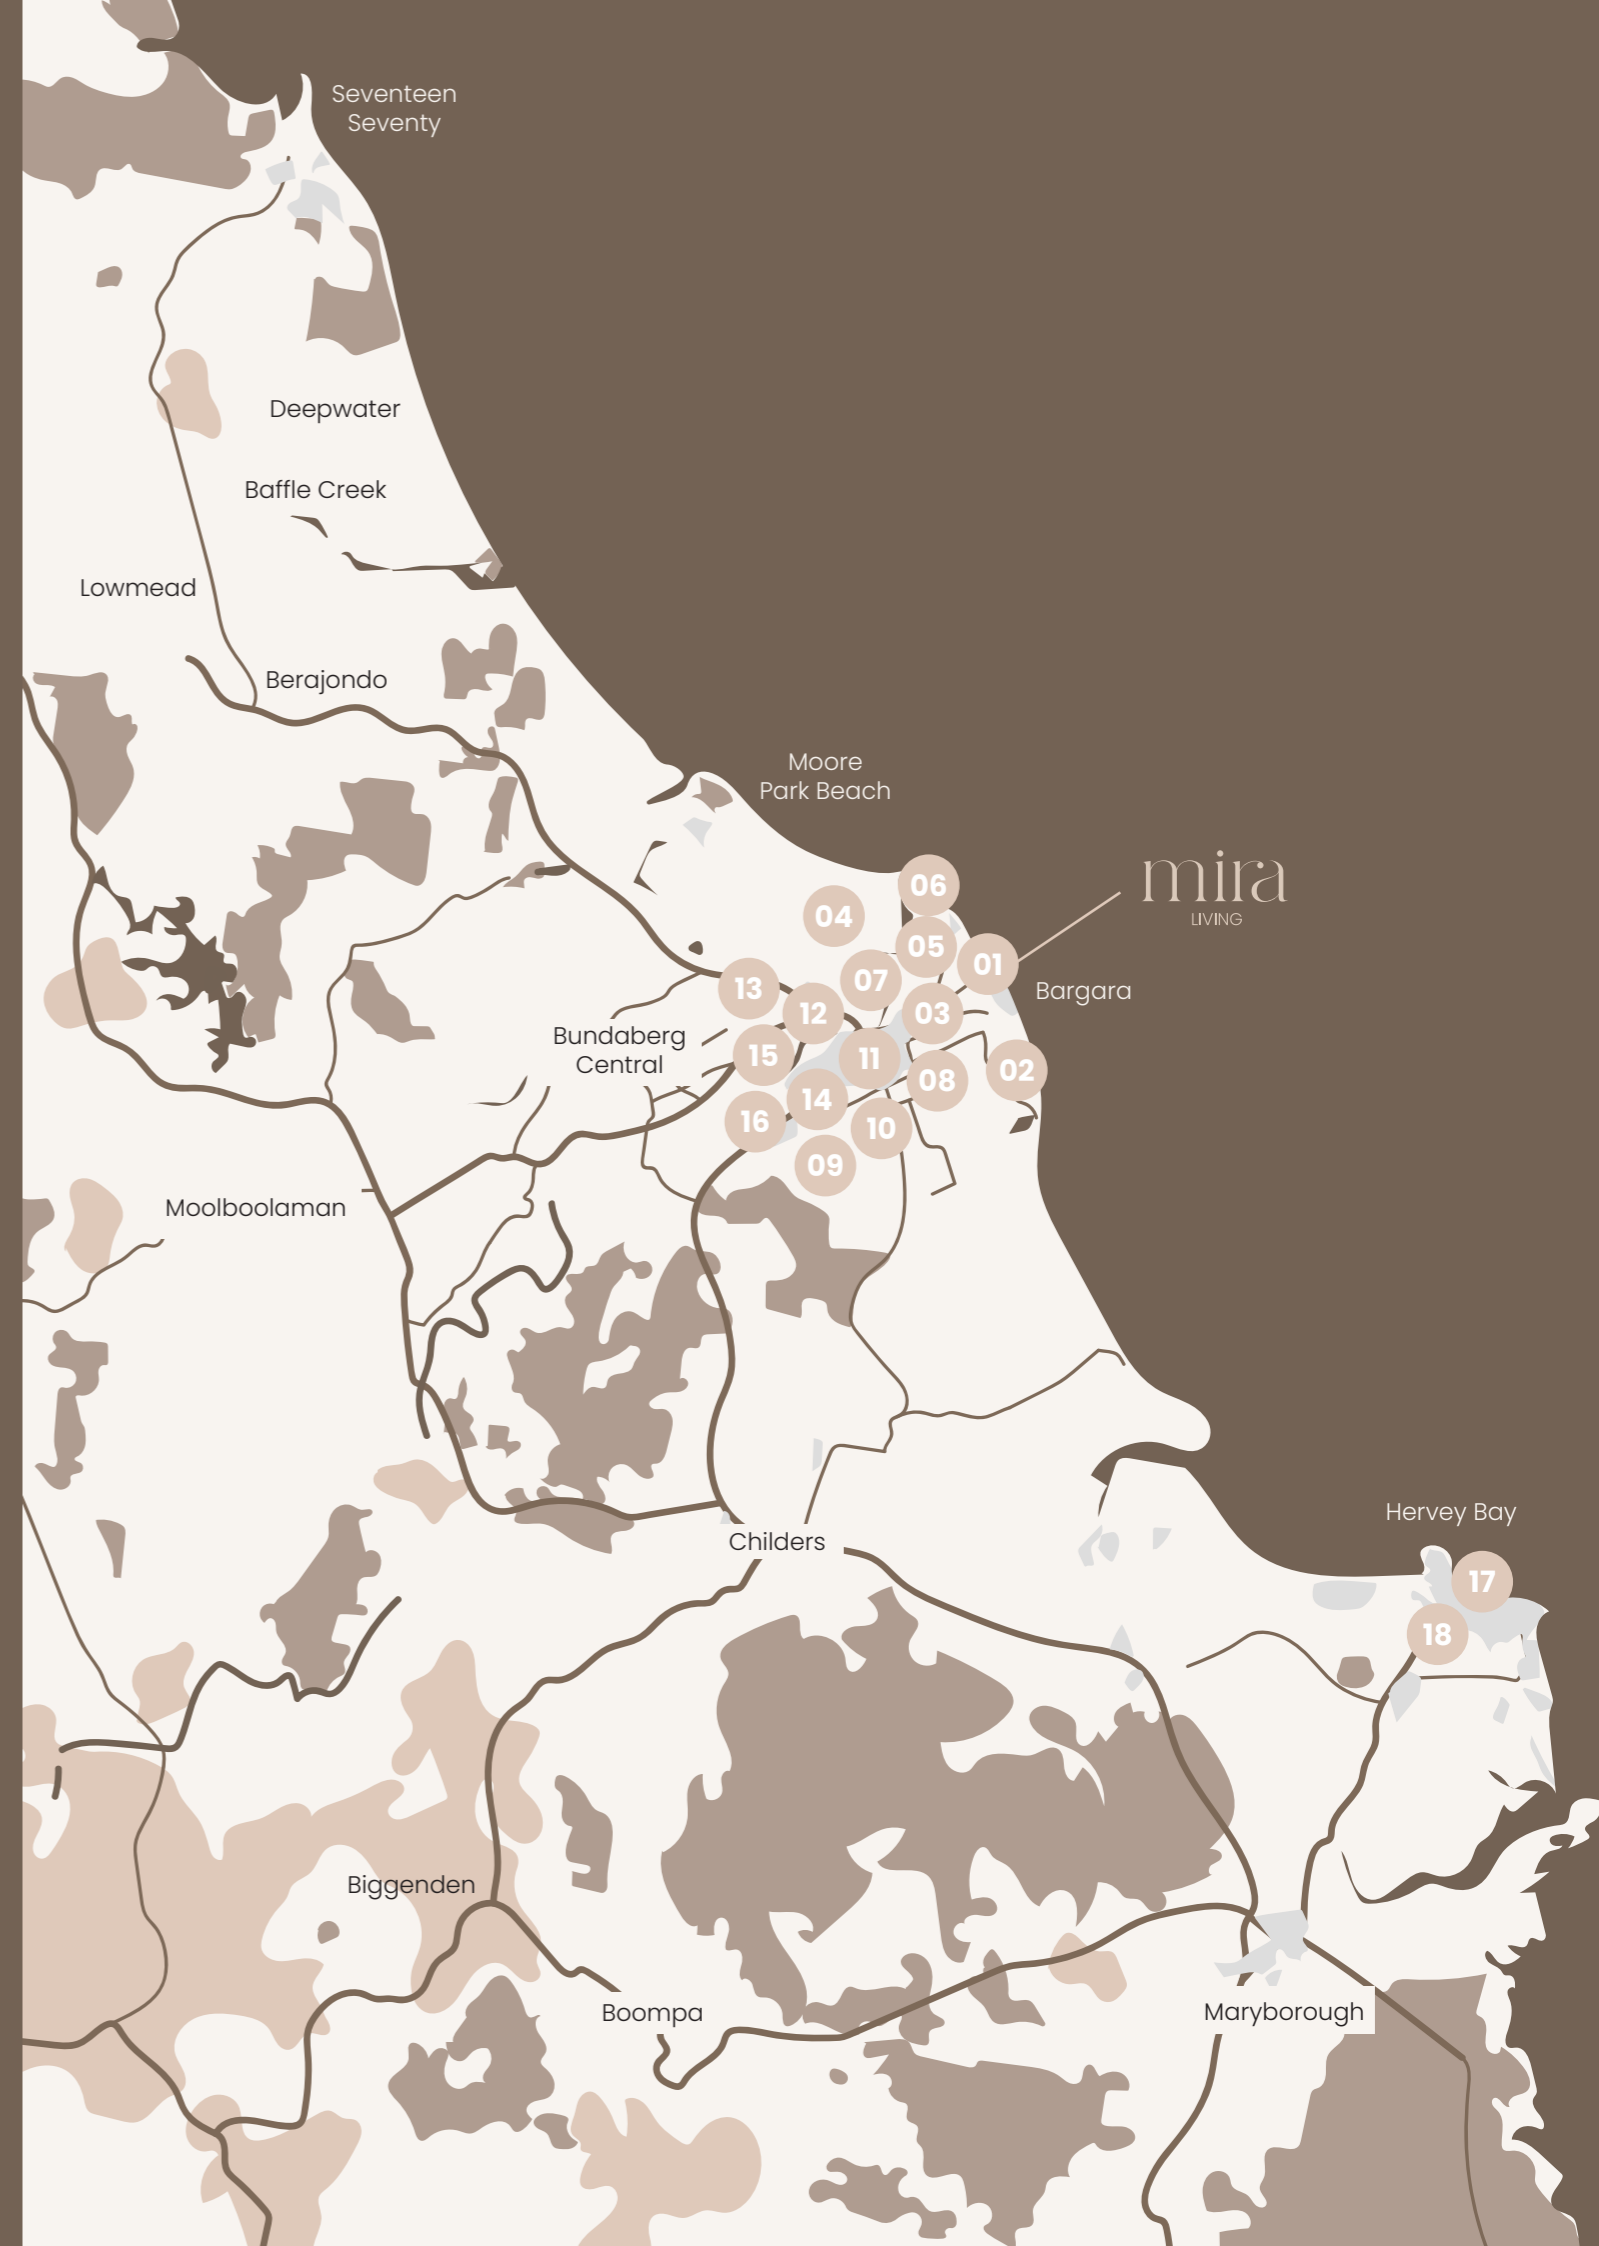 Seventeen
Seventy
Deepwater
Baffle Creek
Lowmead
Berajondo
Moore
Park Beach
mira
LIVING
06
04
05
01
07
13
Bargara
12
03
Bundaberg
Central
15
11
02
08
14
16
10
09
Moolboolaman
Hervey Bay
Childers
17
18
Biggenden
Boompa
Maryborough